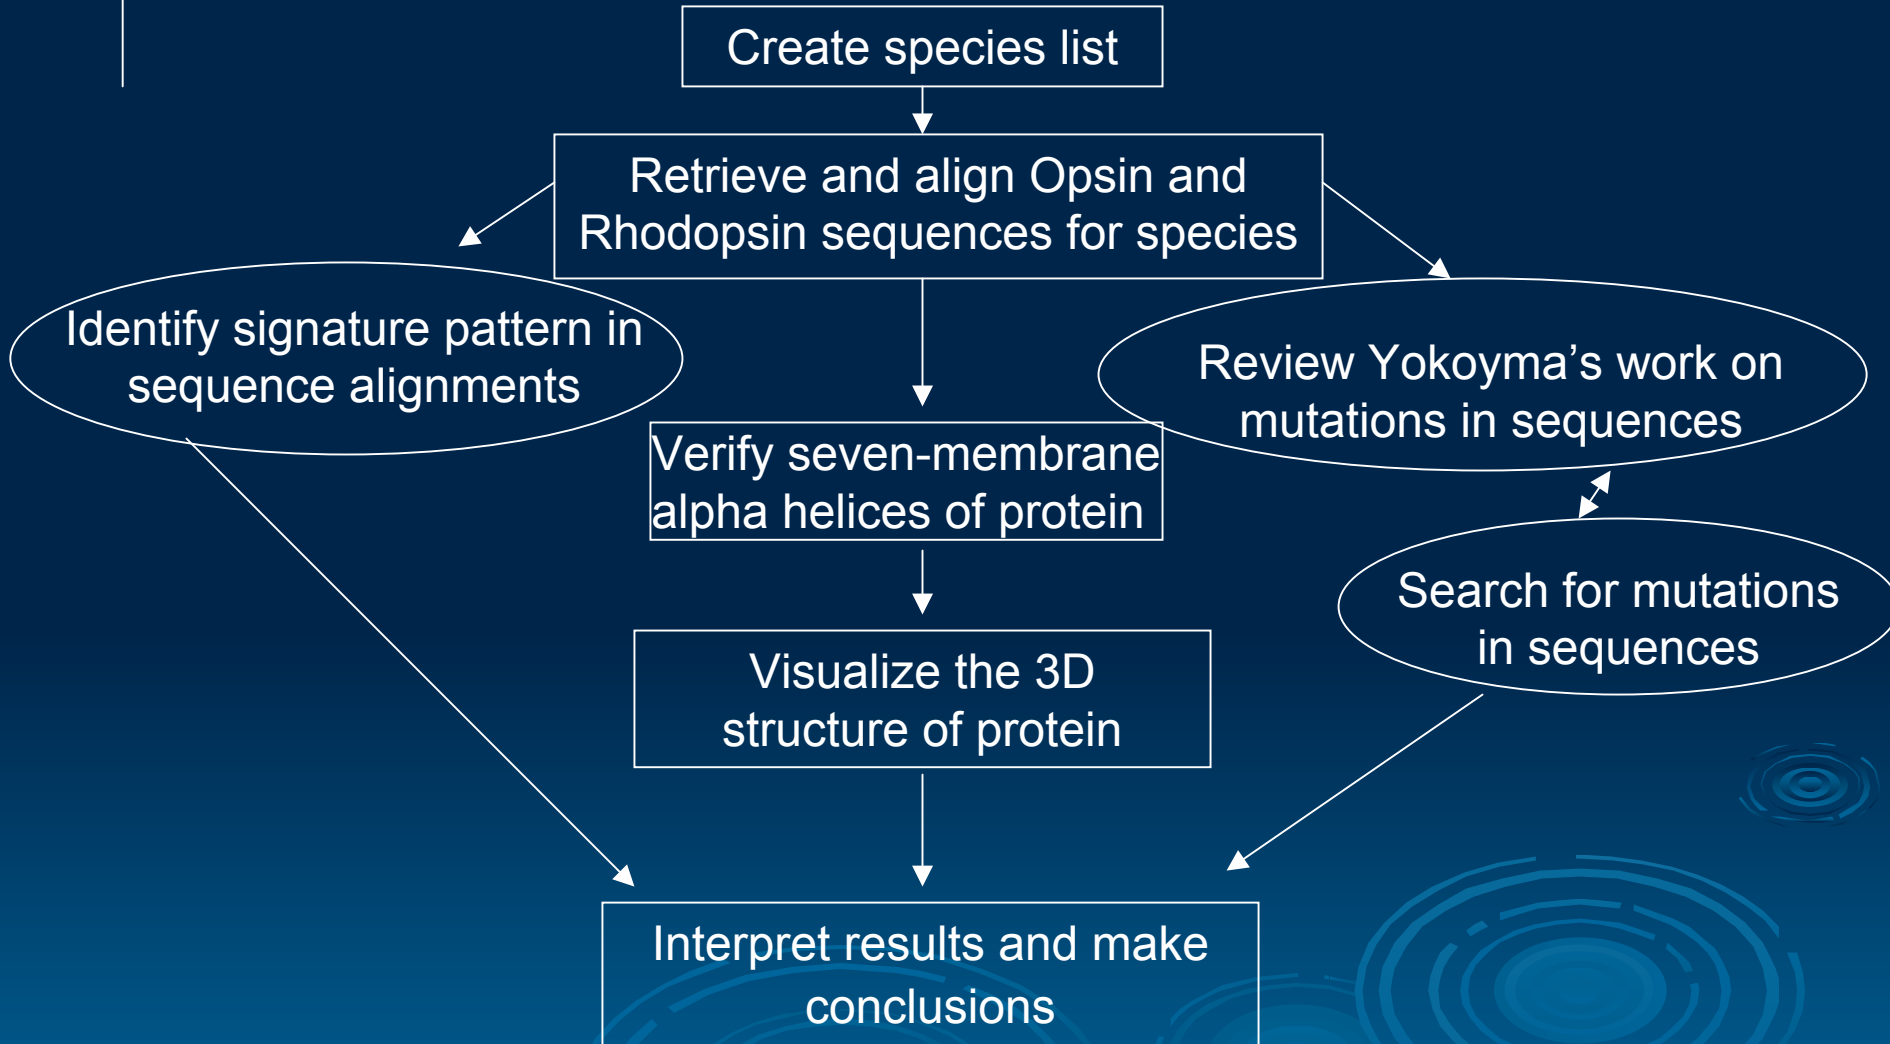 Create species list
Retrieve and align Opsin and
Rhodopsin sequences for species
Identify signature pattern in
sequence alignments
Review Yokoyma’s work on
mutations in sequences
Verify seven-membrane
alpha helices of protein
Search for mutations
in sequences
Visualize the 3D
structure of protein
Interpret results and make
conclusions